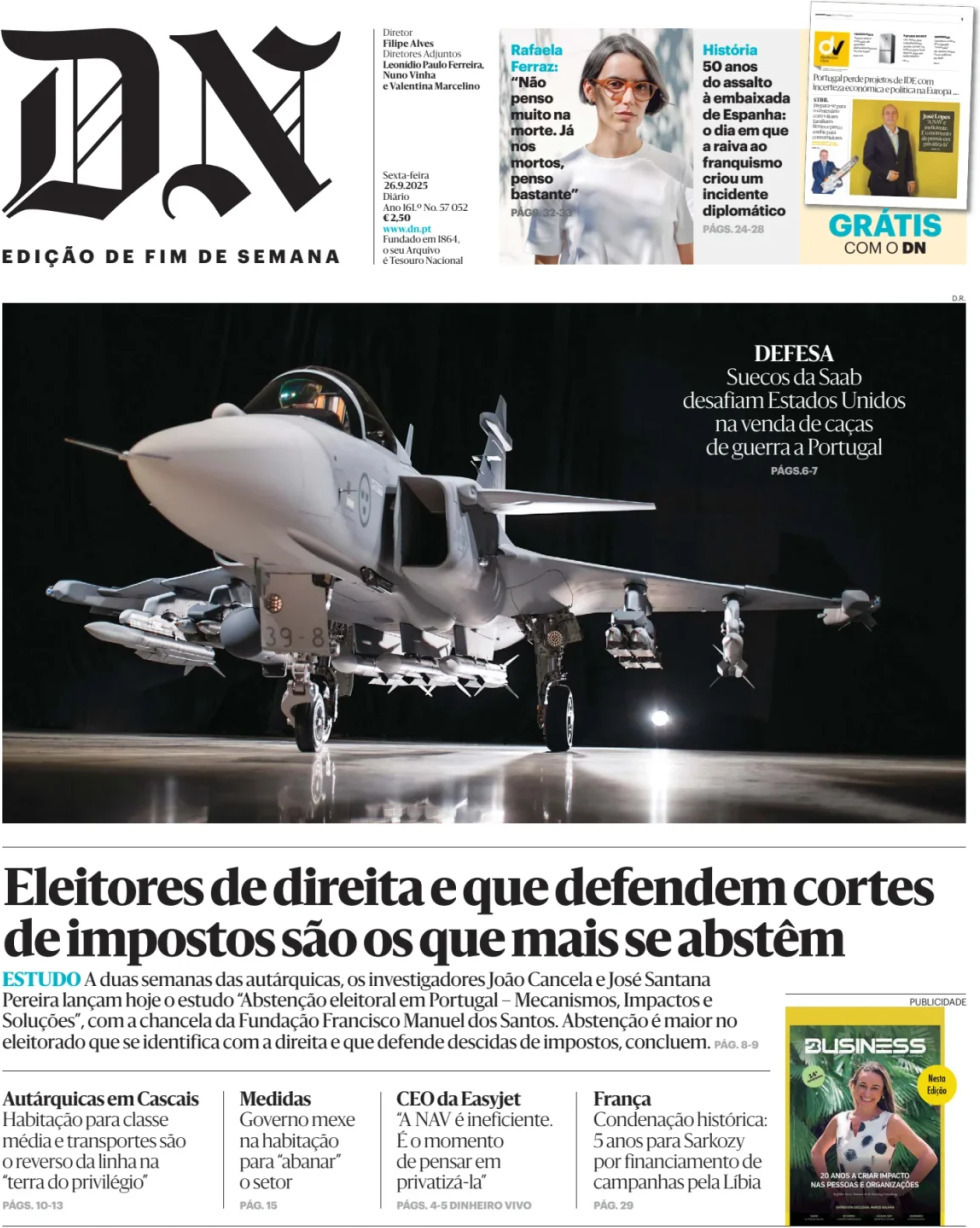 DN
EDIÇÃO DE FIM DE SEMANA
Diretor
Filipe Alves
Diretores Adjuntos
Leonídio Paulo Ferreira,
Nuno Vinha
e Valentina Marcelino
Sexta-feira
26.9.2025
Diário
Ano 161.º No. 57 052
€ 2,50
www.dn.pt
Fundado em 1864,
o seu Arquivo
é Tesouro Nacional
Rafaela
Ferraz:
“Não
penso
muito na
morte. Já
nos
mortos,
penso
bastante”
PÁGS. 32-33
História
50 anos
do assalto
à embaixada
de Espanha:
o dia em que
a raiva ao
franquismo
criou um
incidente
diplomático
PÁGS. 24-28
dv
Portugal perde projetos de IDE com
incerteza económica e política na Europa
José Lopes
GRÁTIS
COM O DN
D.R.
DEFESA
Suecos da Saab
desafiam Estados Unidos
na venda de caças
de guerra a Portugal
PÁGS.6-7
39-8
Eleitores de direita e que defendem cortes
de impostos são os que mais se abstêm
ESTUDO A duas semanas das autárquicas, os investigadores João Cancela e José Santana
Pereira lançam hoje o estudo “Abstenção eleitoral em Portugal – Mecanismos, Impactos e
Soluções”, com a chancela da Fundação Francisco Manuel dos Santos. Abstenção é maior no
eleitorado que se identifica com a direita e que defende descidas de impostos, concluem. PÁG. 8-9
Autárquicas em Cascais
Habitação para classe
média e transportes são
o reverso da linha na
“terra do privilégio”
PÁGS. 10-13
Medidas
Governo mexe
na habitação
para “abanar”
o setor
PÁG. 15
CEO da Easyjet
“A NAV é ineficiente.
É o momento
de pensar em
privatizá-la”
PÁGS. 4-5 DINHEIRO VIVO
França
Condenação histórica:
5 anos para Sarkozy
por financiamento de
campanhas pela Líbia
PÁG. 29
PUBLICIDADE
BUSINESS
Nesta
Edição
20 ANOS A CRIAR IMPACTO
NAS PESSOAS E ORGANIZAÇÕES